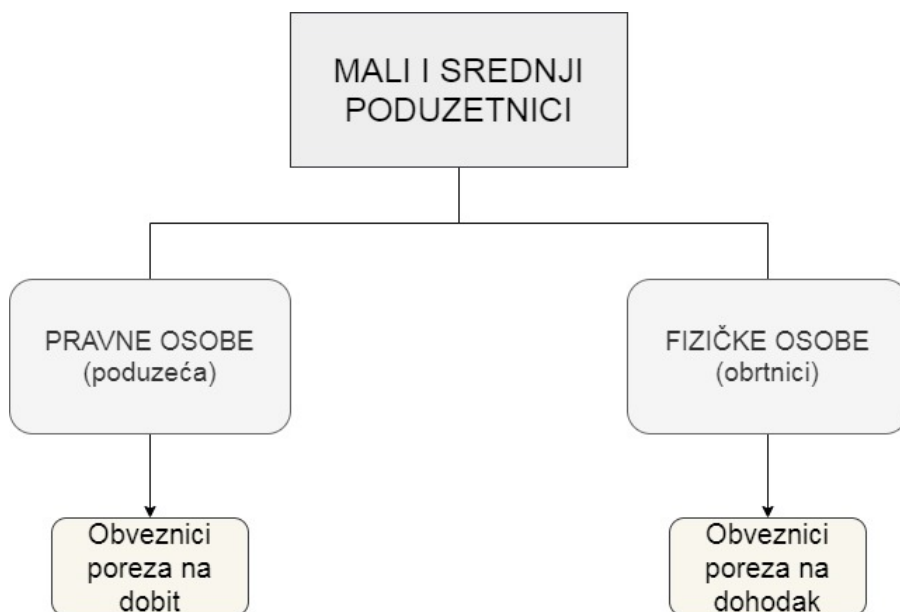 MALI I SREDNJI
PODUZETNICI
PRAVNE OSOBE
(poduzeća)
FIZIČKE OSOBE
(obrtnici)
Obveznici
poreza na
dobit
Obveznici
poreza na
dohodak